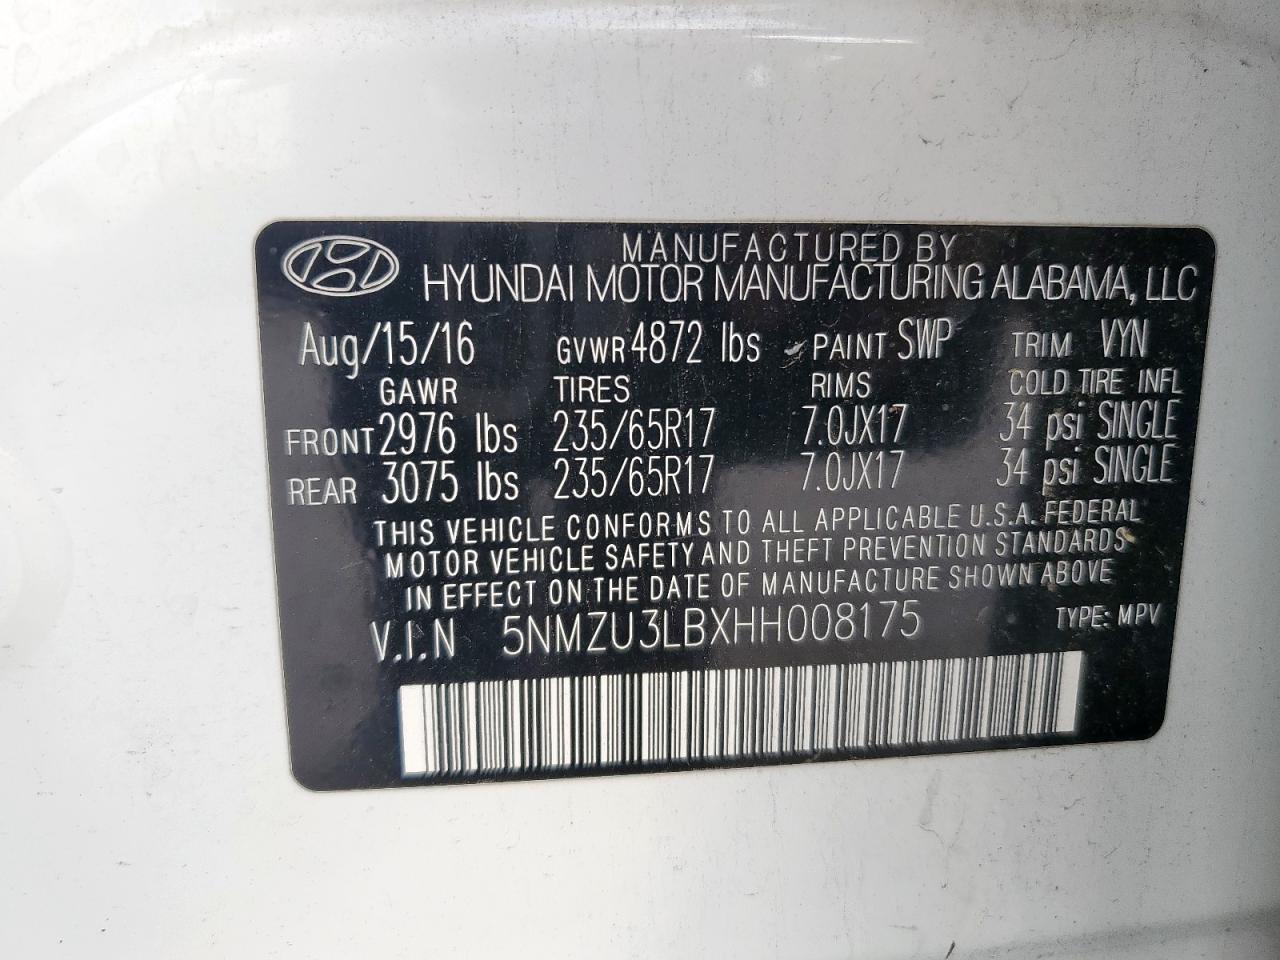 MANUFACTURED BY
HYUNDAI MOTOR MANUFACTURING ALABAMA, LLC
Aug/15/16 GVWR 4872 lbs PAINT SWP TRIM VYN
GAWR TIRES RIMS COLD TIRE INFL
FRONT 2976 lbs 235/65R17 7.0JX17 34 psi SINGLE
REAR 3075 lbs 235/65R17 7.0JX17 34 psi SINGLE
THIS VEHICLE CONFORMS TO ALL APPLICABLE U.S.A. FEDERAL
MOTOR VEHICLE SAFETY AND THEFT PREVENTION STANDARDS
IN EFFECT ON THE DATE OF MANUFACTURE SHOWN ABOVE
V.I.N 5NMZU3LBXHH008175 TYPE: MPV